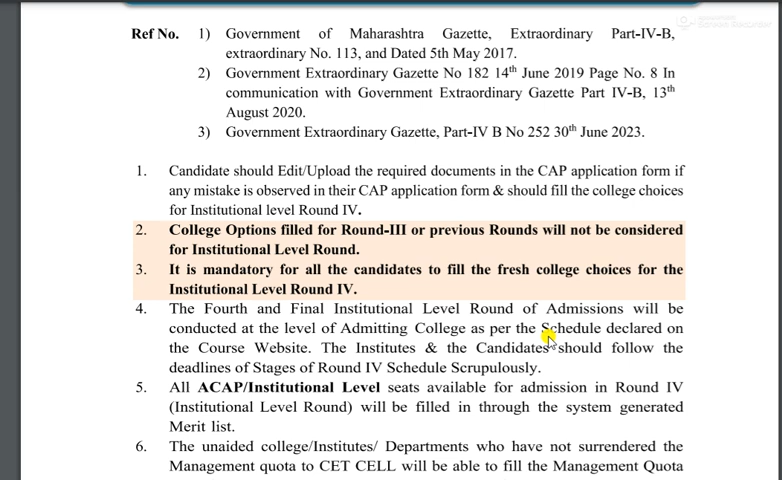 Ref No. 1) Government of Maharashtra Gazette, Extraordinary Part-IV-B,
extraordinary No. 113, and Dated 5th May 2017.
2) Government Extraordinary Gazette No 182 14th June 2019 Page No. 8 In
communication with Government Extraordinary Gazette Part IV-B, 13th
August 2020.
3) Government Extraordinary Gazette, Part-IV B No 252 30th June 2023.
1. Candidate should Edit/Upload the required documents in the CAP application form if
any mistake is observed in their CAP application form & should fill the college choices
for Institutional level Round IV.
2. College Options filled for Round-III or previous Rounds will not be considered
for Institutional Level Round.
3. It is mandatory for all the candidates to fill the fresh college choices for the
Institutional Level Round IV.
4. The Fourth and Final Institutional Level Round of Admissions will be
conducted at the level of Admitting College as per the Schedule declared on
the Course Website. The Institutes & the Candidates should follow the
deadlines of Stages of Round IV Schedule Scrupulously.
5. All ACAP/Institutional Level seats available for admission in Round IV
(Institutional Level Round) will be filled in through the system generated
Merit list.
6. The unaided college/Institutes/ Departments who have not surrendered the
Management quota to CET CELL will be able to fill the Management Quota